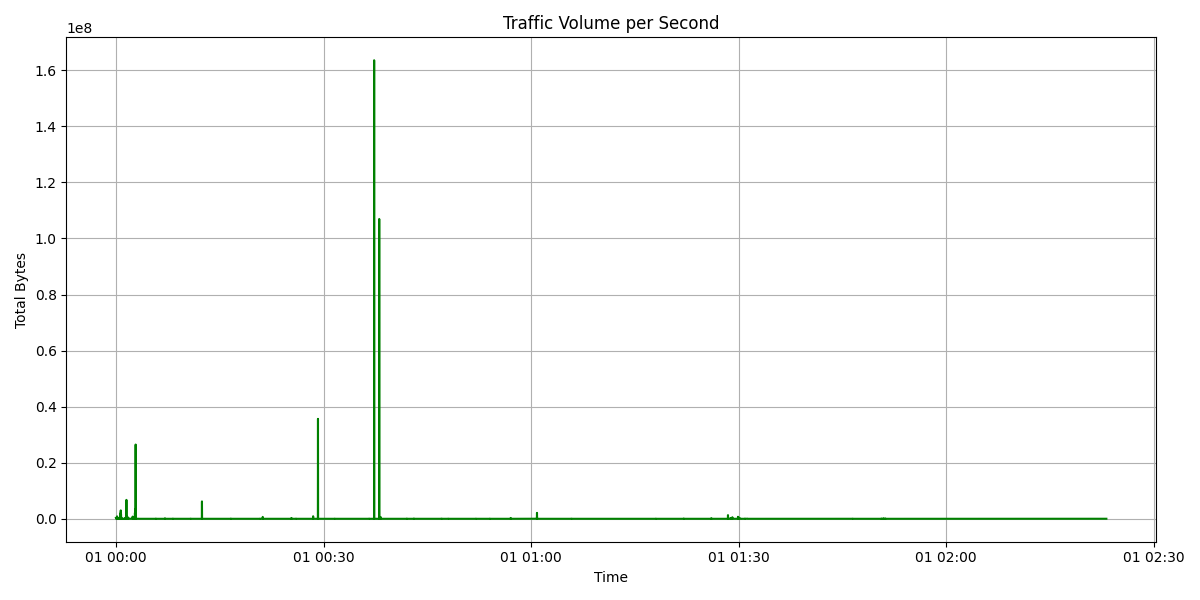 Traffic Volume per Second
1e8
1.6
1.4
1.2
1.0
0.8
0.6
0.4
0.2
0.0
Total Bytes
01 00:00 01 00:30 01 01:00 01 01:30 01 02:00 01 02:30
Time